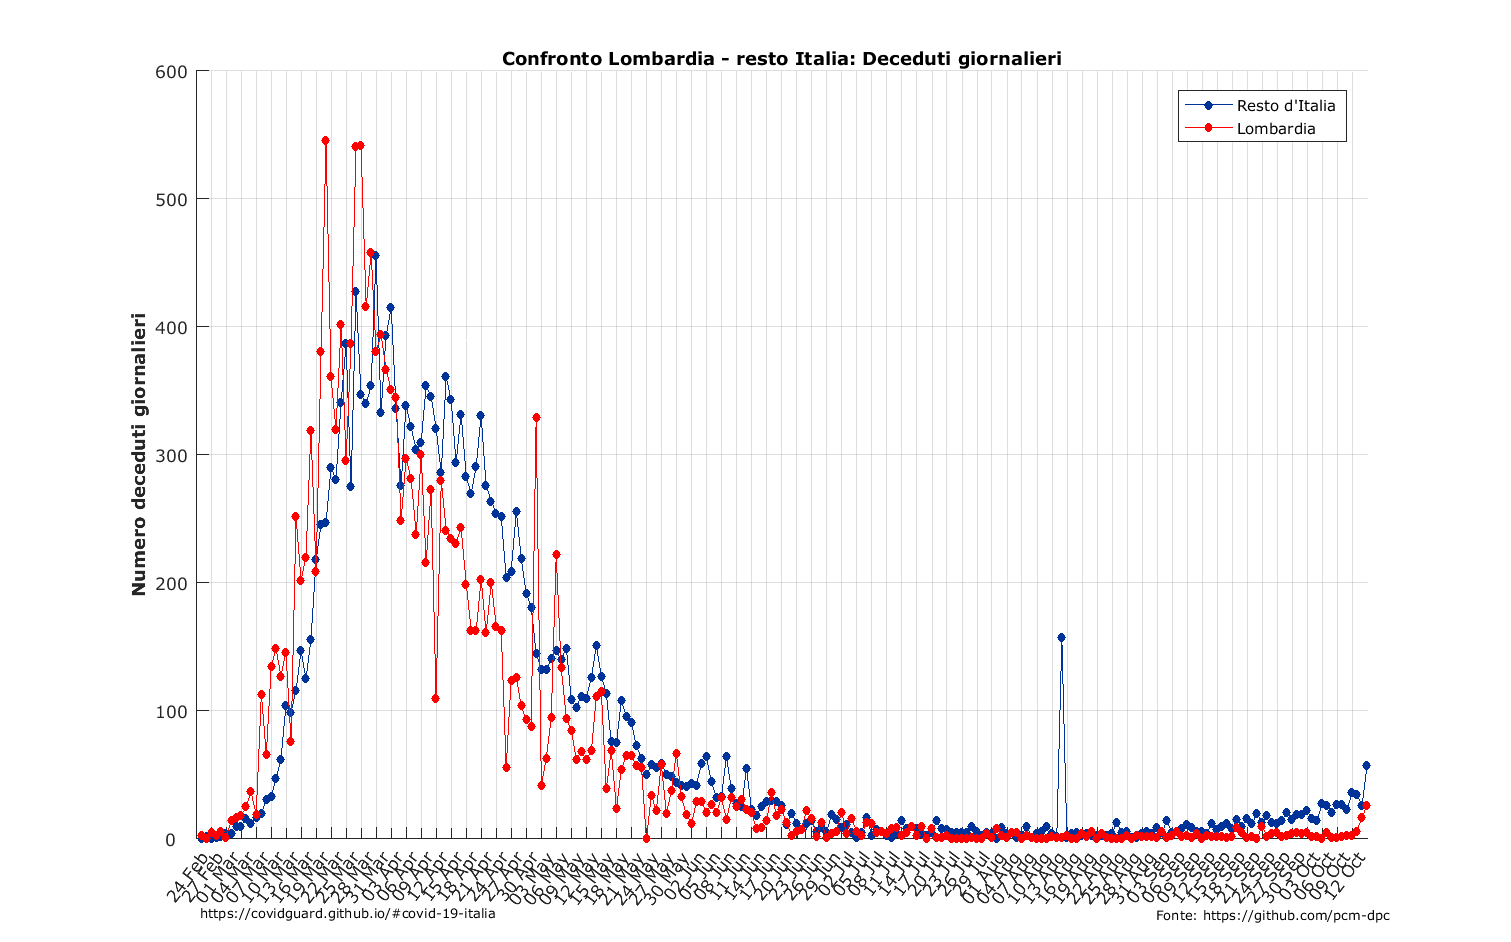 Confronto Lombardia - resto Italia: Deceduti giornalieri
Resto d'Italia
Lombardia
Numero deceduti giornalieri
600
500
400
300
200
100
0
24 Feb
27 Feb
01 Mar
04 Mar
07 Mar
10 Mar
13 Mar
16 Mar
19 Mar
22 Mar
25 Mar
28 Mar
31 Mar
03 Apr
06 Apr
09 Apr
12 Apr
15 Apr
18 Apr
21 Apr
24 Apr
27 Apr
30 Apr
03 May
06 May
09 May
12 May
15 May
18 May
21 May
24 May
27 May
30 May
02 Jun
05 Jun
08 Jun
11 Jun
14 Jun
17 Jun
20 Jun
23 Jun
26 Jun
29 Jun
02 Jul
05 Jul
08 Jul
11 Jul
14 Jul
17 Jul
20 Jul
23 Jul
26 Jul
29 Jul
01 Aug
04 Aug
07 Aug
10 Aug
13 Aug
16 Aug
19 Aug
22 Aug
25 Aug
28 Aug
31 Aug
03 Sep
06 Sep
09 Sep
12 Sep
15 Sep
18 Sep
21 Sep
24 Sep
27 Sep
30 Sep
03 Oct
06 Oct
09 Oct
12 Oct
https://covidguard.github.io/#covid-19-italia
Fonte: https://github.com/pcm-dpc